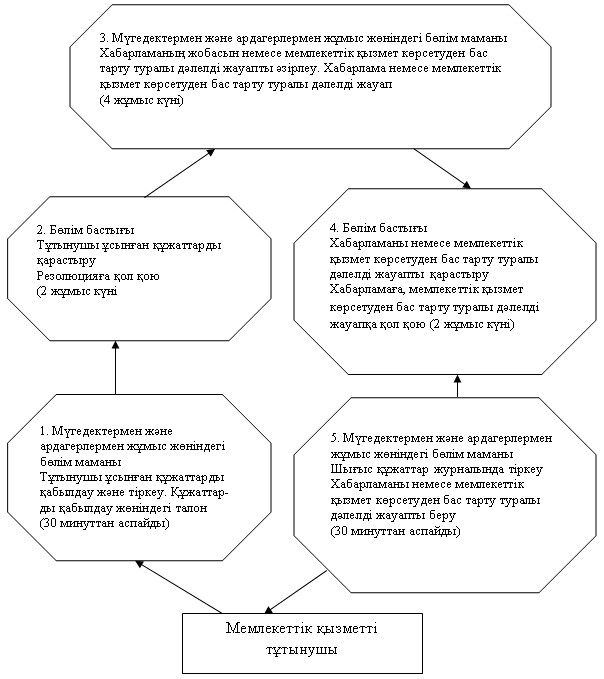 3. Мүгедектермен және ардагерлермен жұмыс жөніндегі бөлім маманы
Хабарламаның жобасын немесе мемлекеттік қызмет көрсетуден бас
тарту туралы дәлелді жауапты әзірлеу. Хабарлама немесе мемлекеттік
қызмет көрсетуден бас тарту туралы дәлелді жауап
(4 жұмыс күні)
2. Бөлім бастығы
Тұтынушы ұсынған құжаттарды
қарастыру
Резолюцияға қол қою
(2 жұмыс күні
4. Бөлім бастығы
Хабарламаны немесе мемлекеттік
қызмет көрсетуден бас тарту туралы
дәлелді жауапты қарастыру
Хабарламаға, мемлекеттік қызмет
көрсетуден бас тарту туралы дәлелді
жауапқа қол қою (2 жұмыс күні)
1. Мүгедектермен және
ардагерлермен жұмыс жөніндегі
бөлім маманы
Тұтынушы ұсынған құжаттарды
қабылдау және тіркеу. Құжаттар-
ды қабылдау жөніндегі талон
(30 минуттан аспайды)
5. Мүгедектермен және ардагерлермен
жұмыс жөніндегі бөлім маманы
Шығыс құжаттар журналында тіркеу
Хабарламаны немесе мемлекеттік
қызмет көрсетуден бас тарту туралы
дәлелді жауапты беру
(30 минуттан аспайды)
Мемлекеттік қызметті
тұтынушы